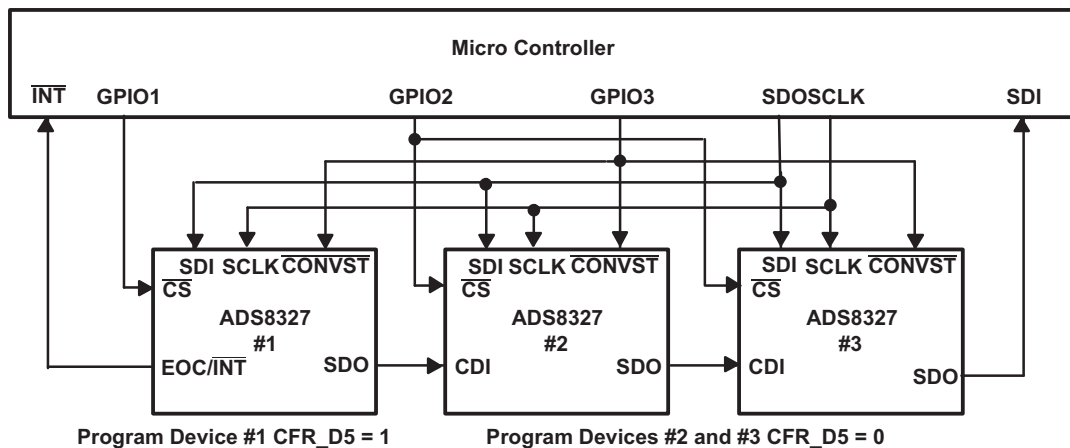 Micro Controller
INT GPIO1 GPIO2 GPIO3 SDOSCLK SDI
SDI SCLK CONVST
CS
ADS8327
#1
EOC/INT
SDO
SDI SCLK CONVST
CS
ADS8327
#2
CDI
SDO
SDI SCLK CONVST
CS
ADS8327
#3
CDI
SDO
Program Device #1 CFR_D5 = 1
Program Devices #2 and #3 CFR_D5 = 0